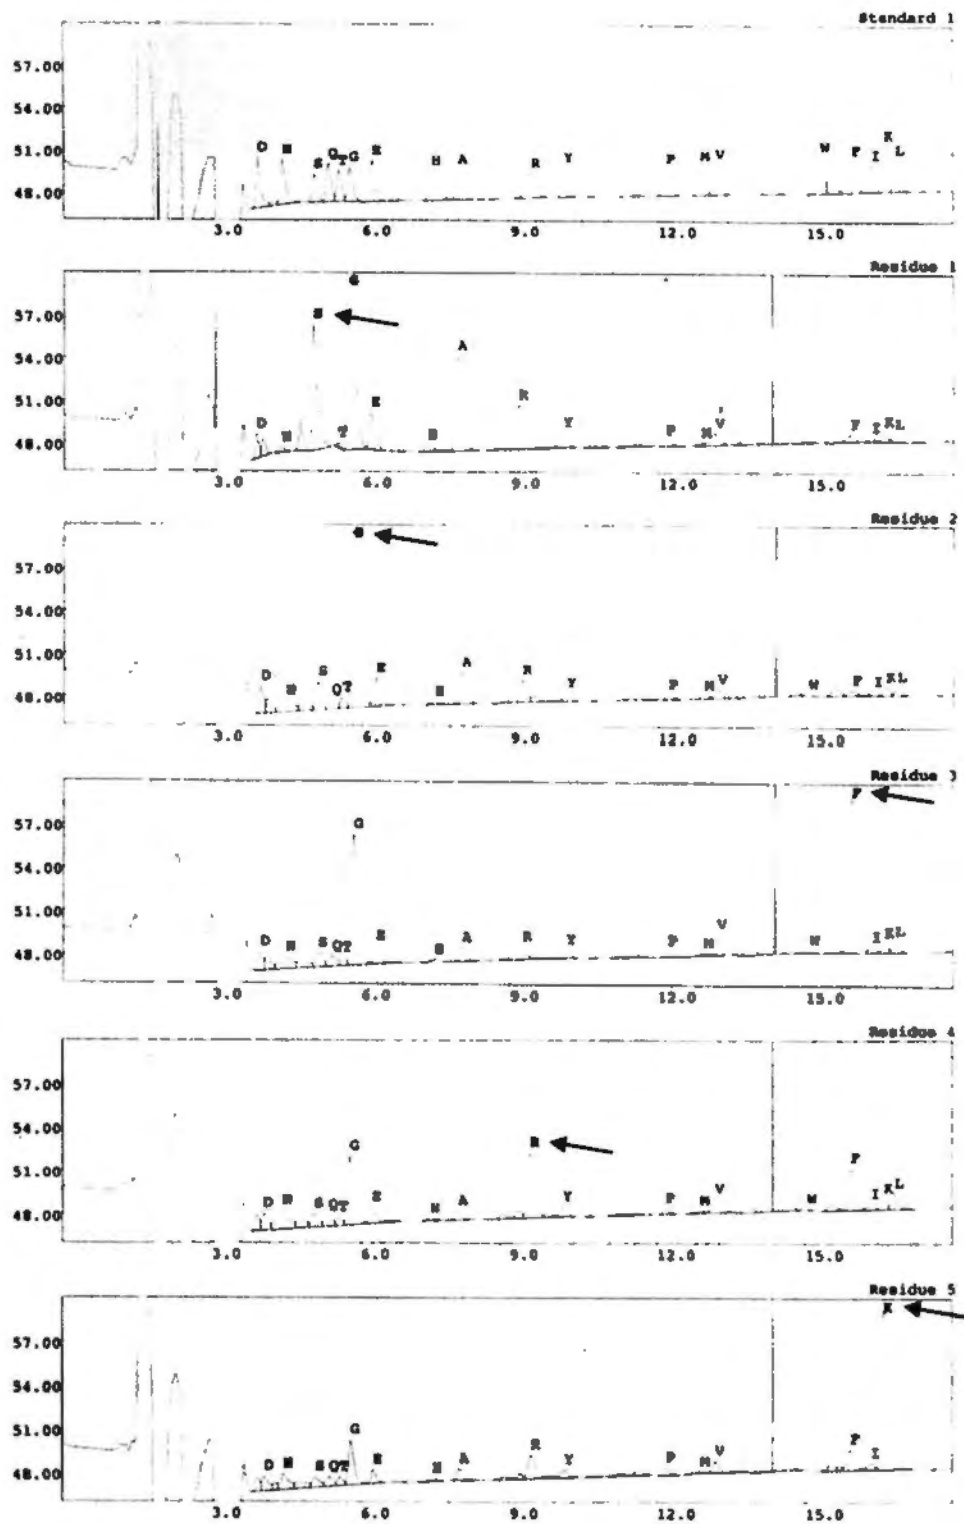 Standard 1
57.00
54.00
51.00
48.00
D N S Q T G E H A R Y P M V W F I K L
3.0 6.0 9.0 12.0 15.0
Residue 1
57.00
54.00
51.00
48.00
G
S
A
R
E
D N T H Y P M V F I K L
3.0 6.0 9.0 12.0 15.0
Residue 2
57.00
54.00
51.00
48.00
G
D N S Q T E H A R Y P M V W F I K L
3.0 6.0 9.0 12.0 15.0
Residue 3
57.00
54.00
51.00
48.00
F
G
D N S Q T E H A R Y P M V W I K L
3.0 6.0 9.0 12.0 15.0
Residue 4
57.00
54.00
51.00
48.00
G R F
D N S Q T E H A Y P M V W I K L
3.0 6.0 9.0 12.0 15.0
Residue 5
57.00
54.00
51.00
48.00
K
G
D N S Q T E H A R Y P M V F I
3.0 6.0 9.0 12.0 15.0